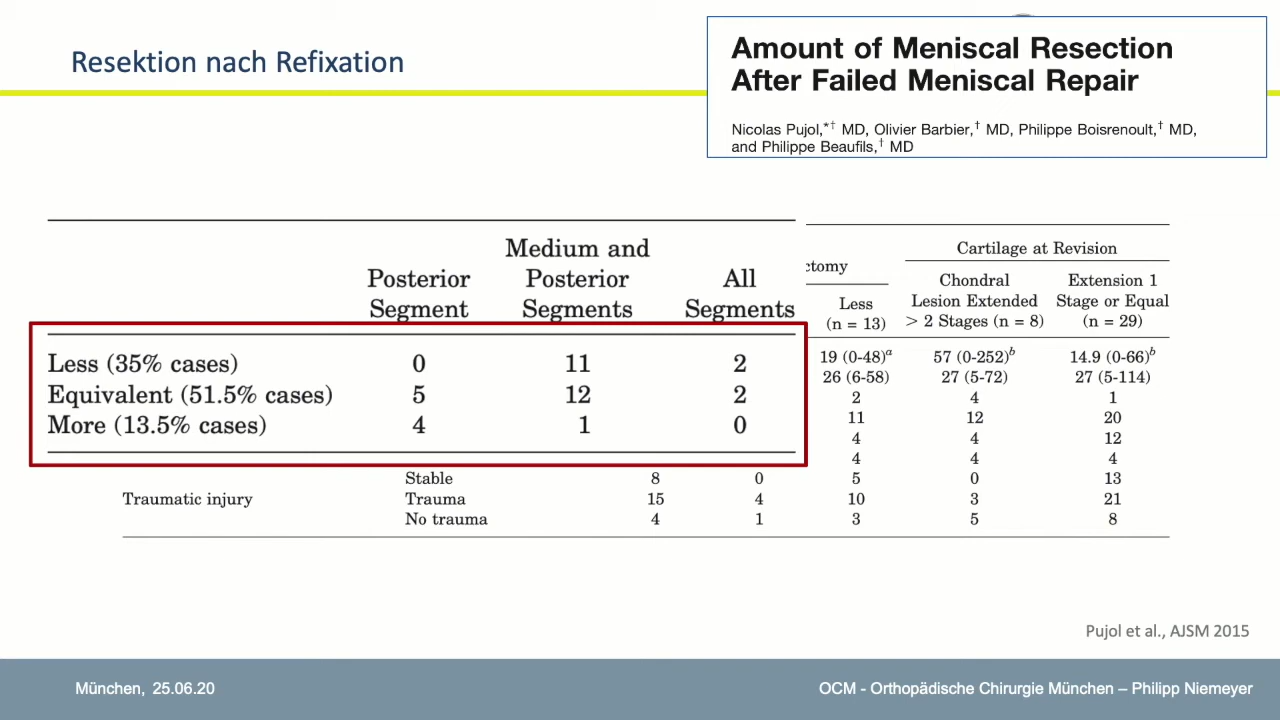 Resektion nach Refixation
Amount of Meniscal Resection
After Failed Meniscal Repair
Nicolas Pujol,*† MD, Olivier Barbier,† MD, Philippe Boisrenoult,† MD,
and Philippe Beaufils,† MD
Posterior Segment Medium and Posterior Segments All Segments
Less (35% cases) 0 11 2
Equivalent (51.5% cases) 5 12 2
More (13.5% cases) 4 1 0
Cartilage at Revision
Less (n = 13) Chondral Lesion Extended > 2 Stages (n = 8) Extension 1 Stage or Equal (n = 29)
19 (0-48)a 57 (0-252)b 14.9 (0-66)b
26 (6-58) 27 (5-72) 27 (5-114)
2 4 1
11 12 20
4 4 12
4 4 4
Stable 8 0 5 0 13
Traumatic injury Trauma 15 4 10 3 21
No trauma 4 1 3 5 8
Pujol et al., AJSM 2015
München, 25.06.20
OCM - Orthopädische Chirurgie München – Philipp Niemeyer